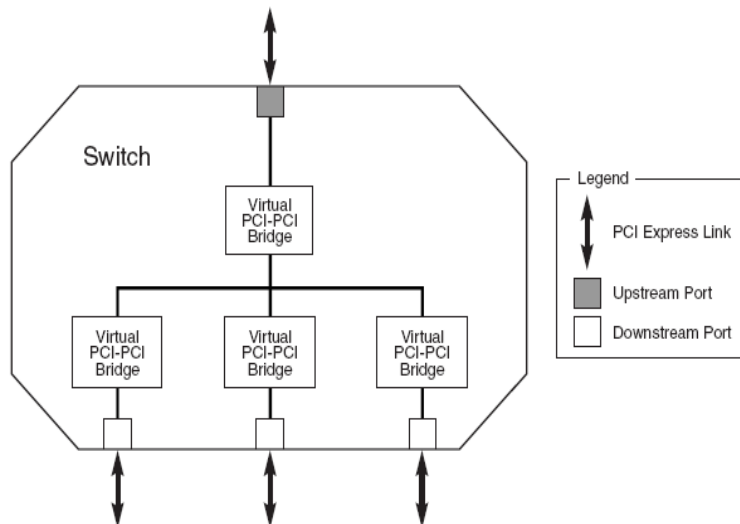 Switch
Virtual
PCI-PCI
Bridge
Virtual
PCI-PCI
Bridge
Virtual
PCI-PCI
Bridge
Virtual
PCI-PCI
Bridge
Legend
PCI Express Link
Upstream Port
Downstream Port